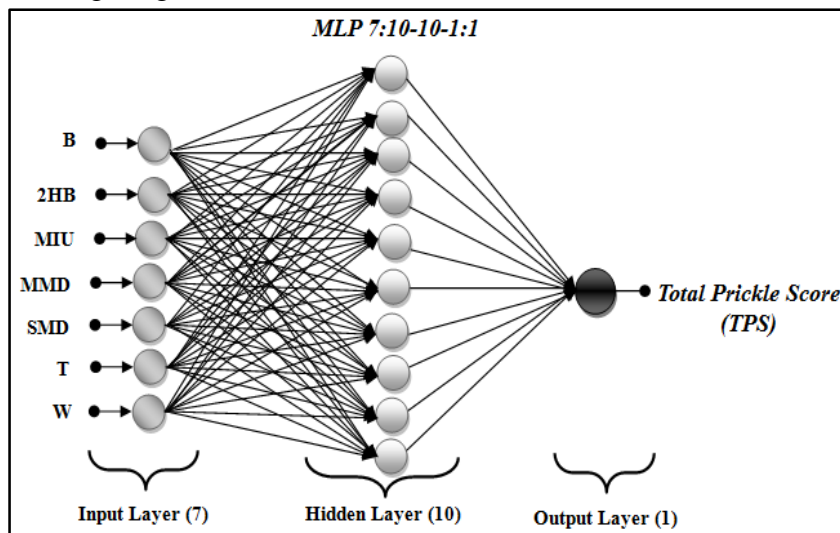 MLP 7:10-10-1:1
B
2HB
MIU
MMD
SMD
T
W
Total Prickle Score
(TPS)
Input Layer (7)
Hidden Layer (10)
Output Layer (1)